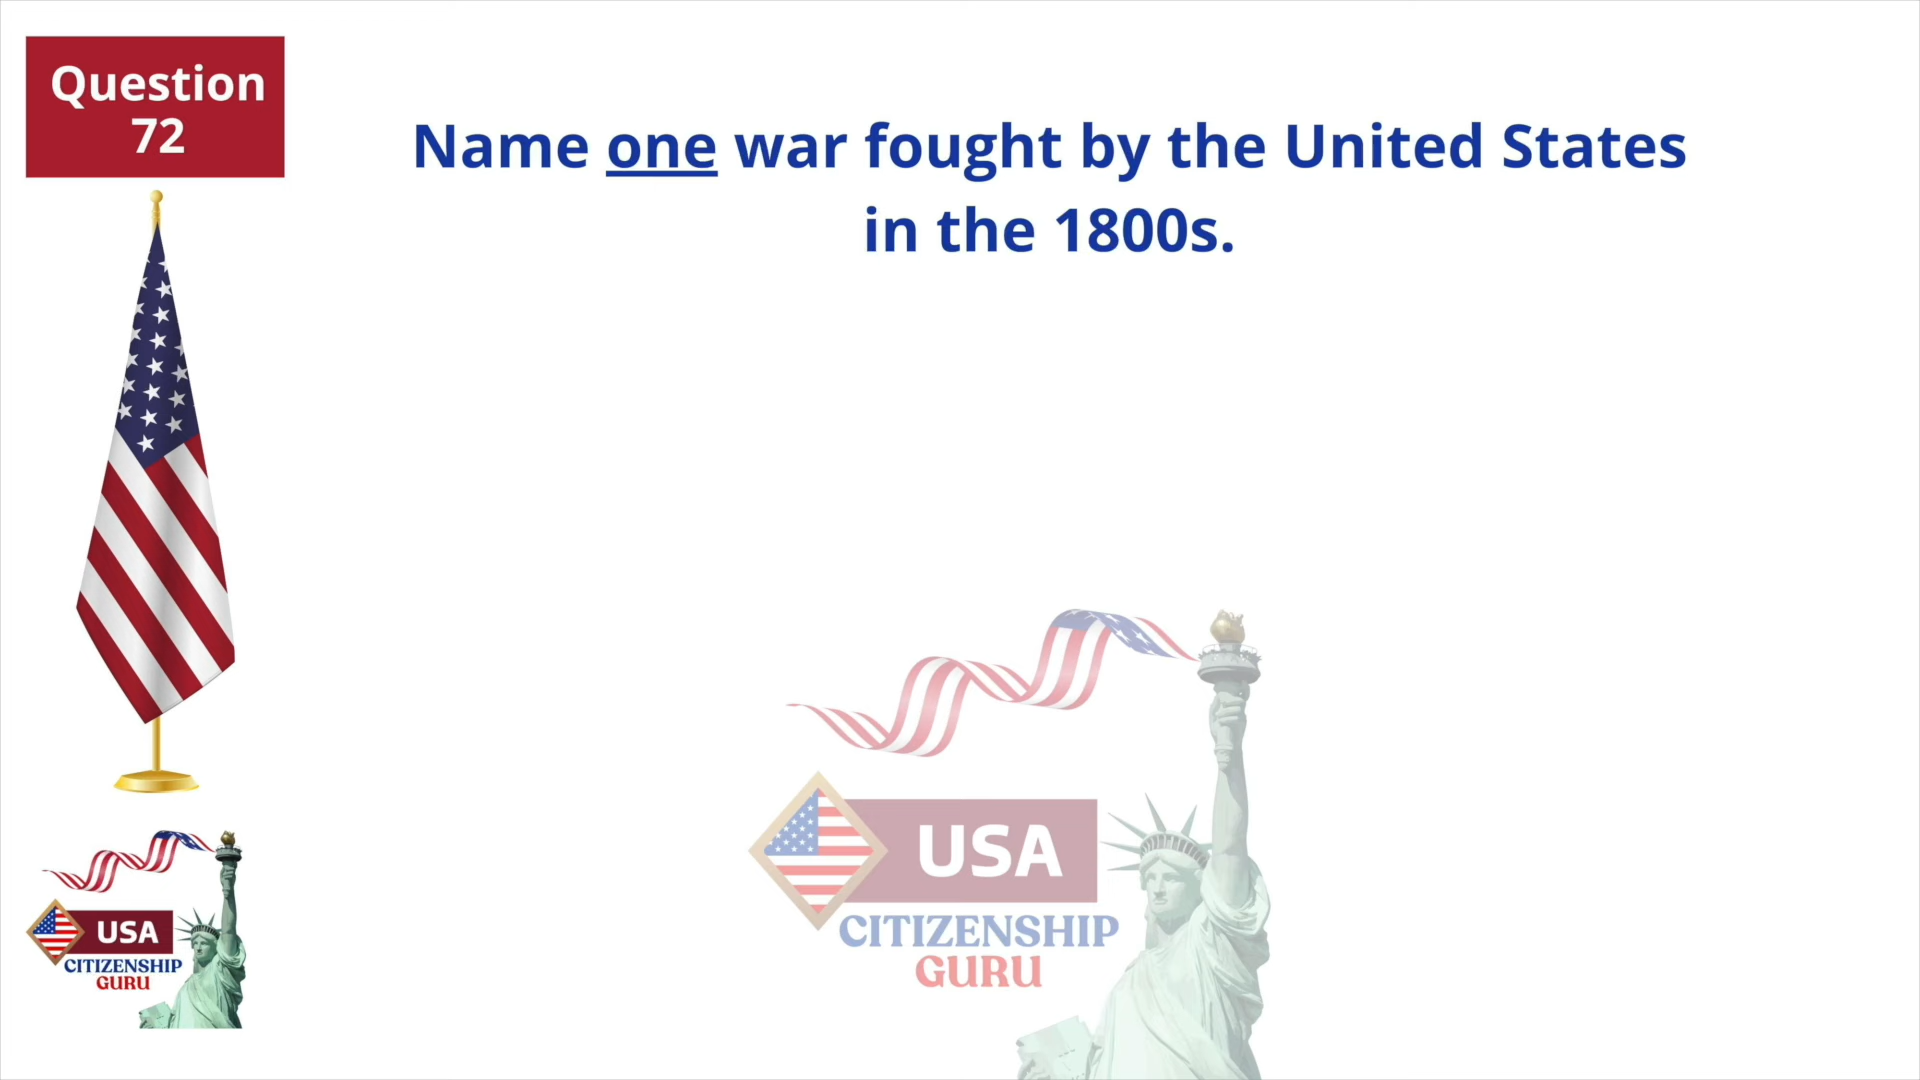 Question
72
Name one war fought by the United States
in the 1800s.
USA
CITIZENSHIP
GURU
USA
CITIZENSHIP
GURU